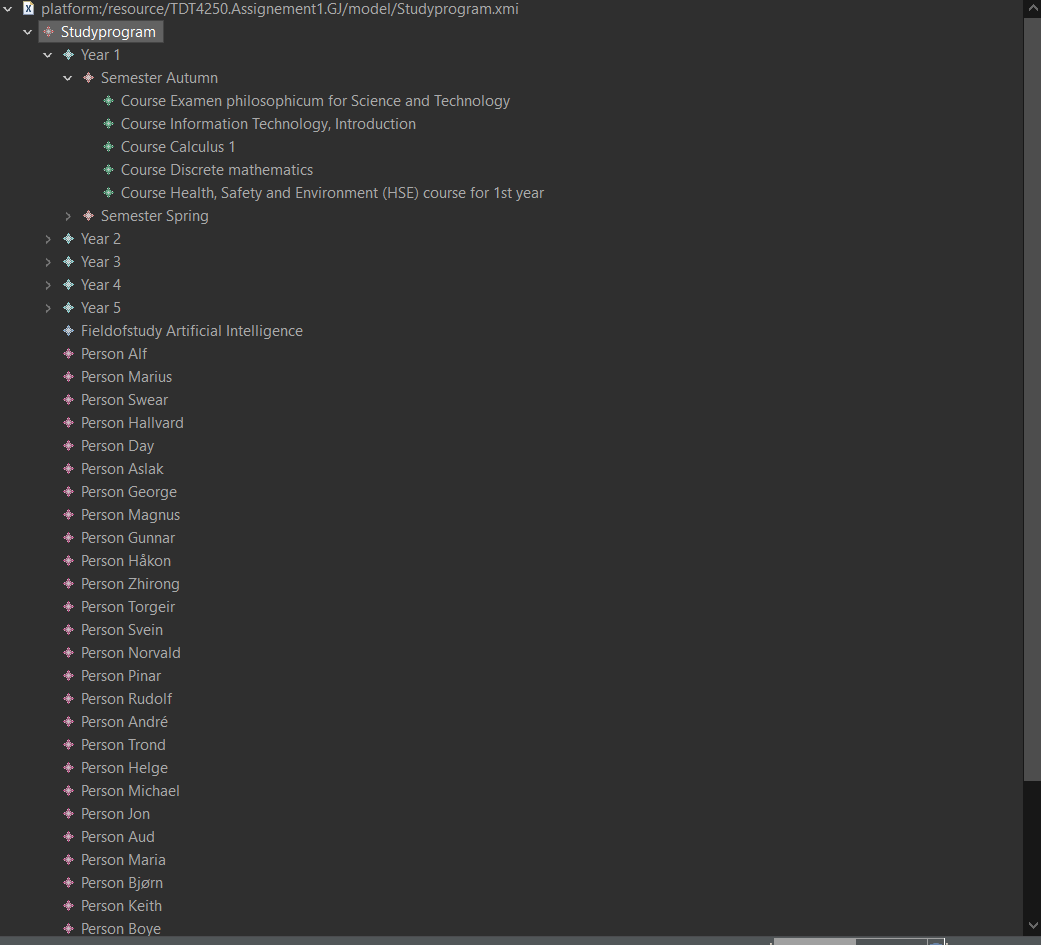 platform:/resource/TDT4250.Assignement1.GJ/model/Studyprogram.xmi
Studyprogram
Year 1
Semester Autumn
Course Examen philosophicum for Science and Technology
Course Information Technology, Introduction
Course Calculus 1
Course Discrete mathematics
Course Health, Safety and Environment (HSE) course for 1st year
Semester Spring
Year 2
Year 3
Year 4
Year 5
Fieldofstudy Artificial Intelligence
Person Alf
Person Marius
Person Swear
Person Hallvard
Person Day
Person Aslak
Person George
Person Magnus
Person Gunnar
Person Håkon
Person Zhirong
Person Torgeir
Person Svein
Person Norvald
Person Pinar
Person Rudolf
Person André
Person Trond
Person Helge
Person Michael
Person Jon
Person Aud
Person Maria
Person Bjørn
Person Keith
Person Boye